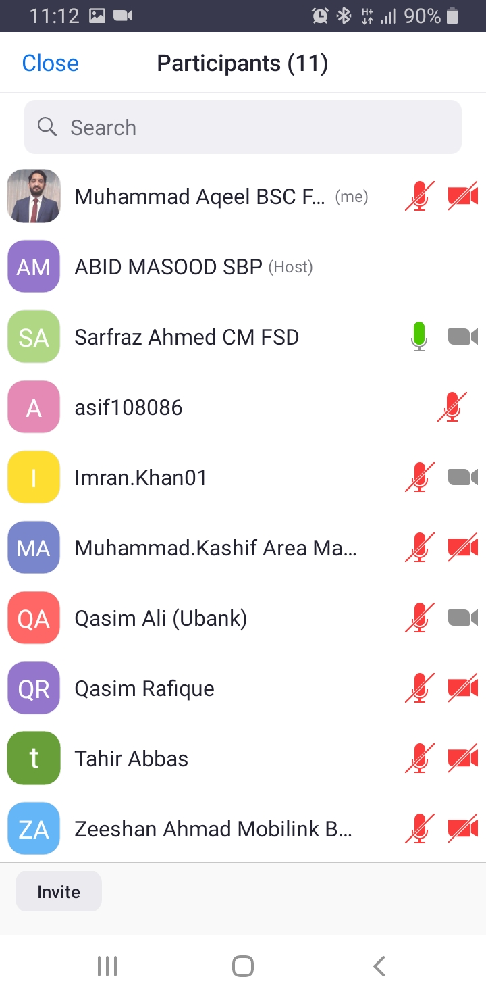 11:12 90%
Close Participants (11)
Search
Muhammad Aqeel BSC F... (me)
AM ABID MASOOD SBP (Host)
SA Sarfraz Ahmed CM FSD
A asif108086
I Imran.Khan01
MA Muhammad.Kashif Area Ma...
QA Qasim Ali (Ubank)
QR Qasim Rafique
t Tahir Abbas
ZA Zeeshan Ahmad Mobilink B...
Invite